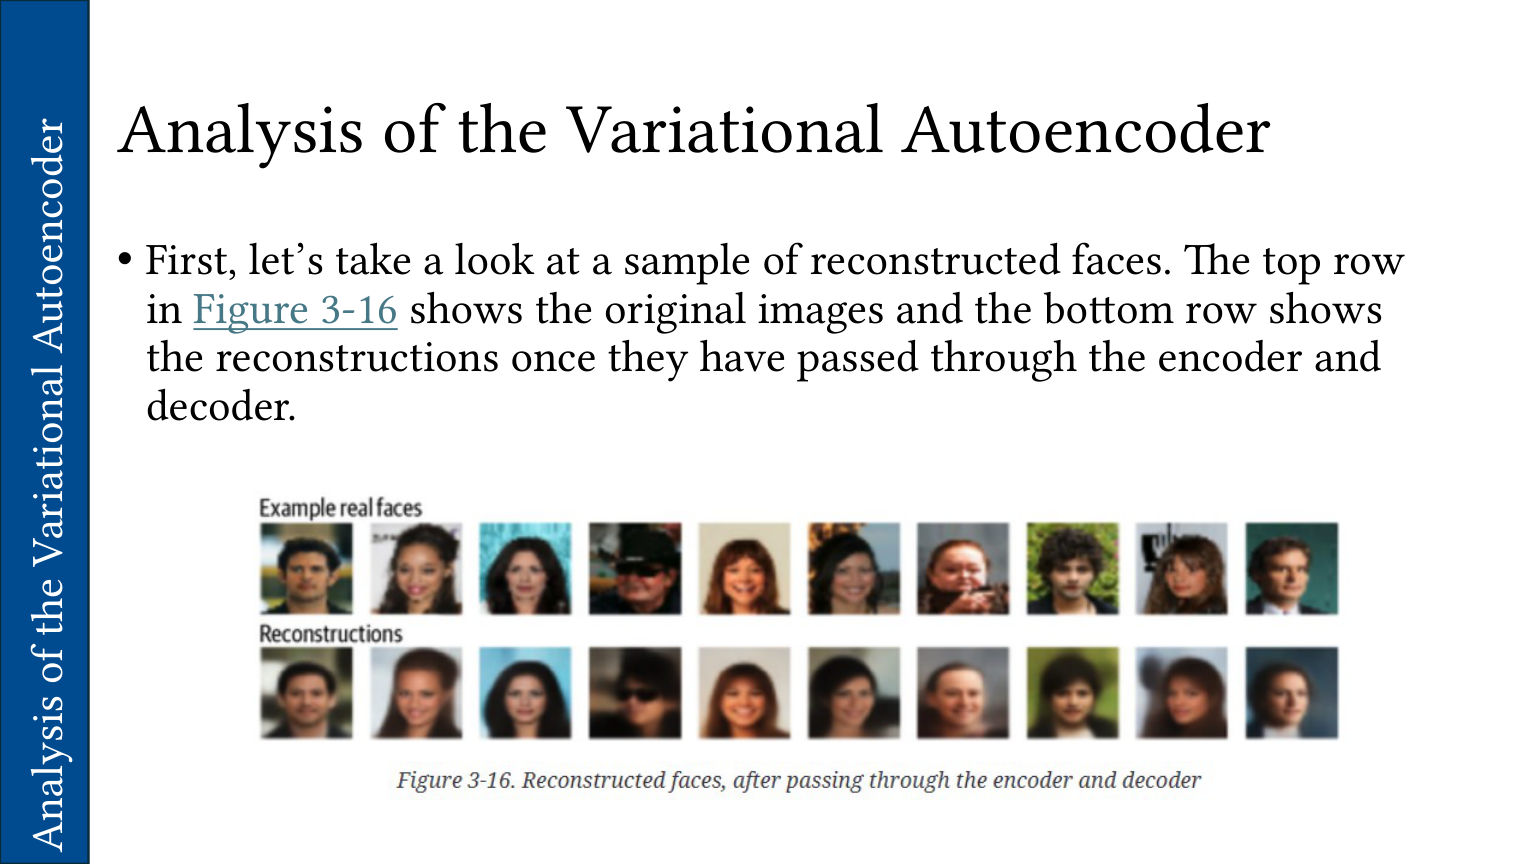 Analysis of the Variational Autoencoder
Analysis of the Variational Autoencoder
• First, let’s take a look at a sample of reconstructed faces. The top row
in Figure 3-16 shows the original images and the bottom row shows
the reconstructions once they have passed through the encoder and
decoder.
Example real faces
Reconstructions
Figure 3-16. Reconstructed faces, after passing through the encoder and decoder